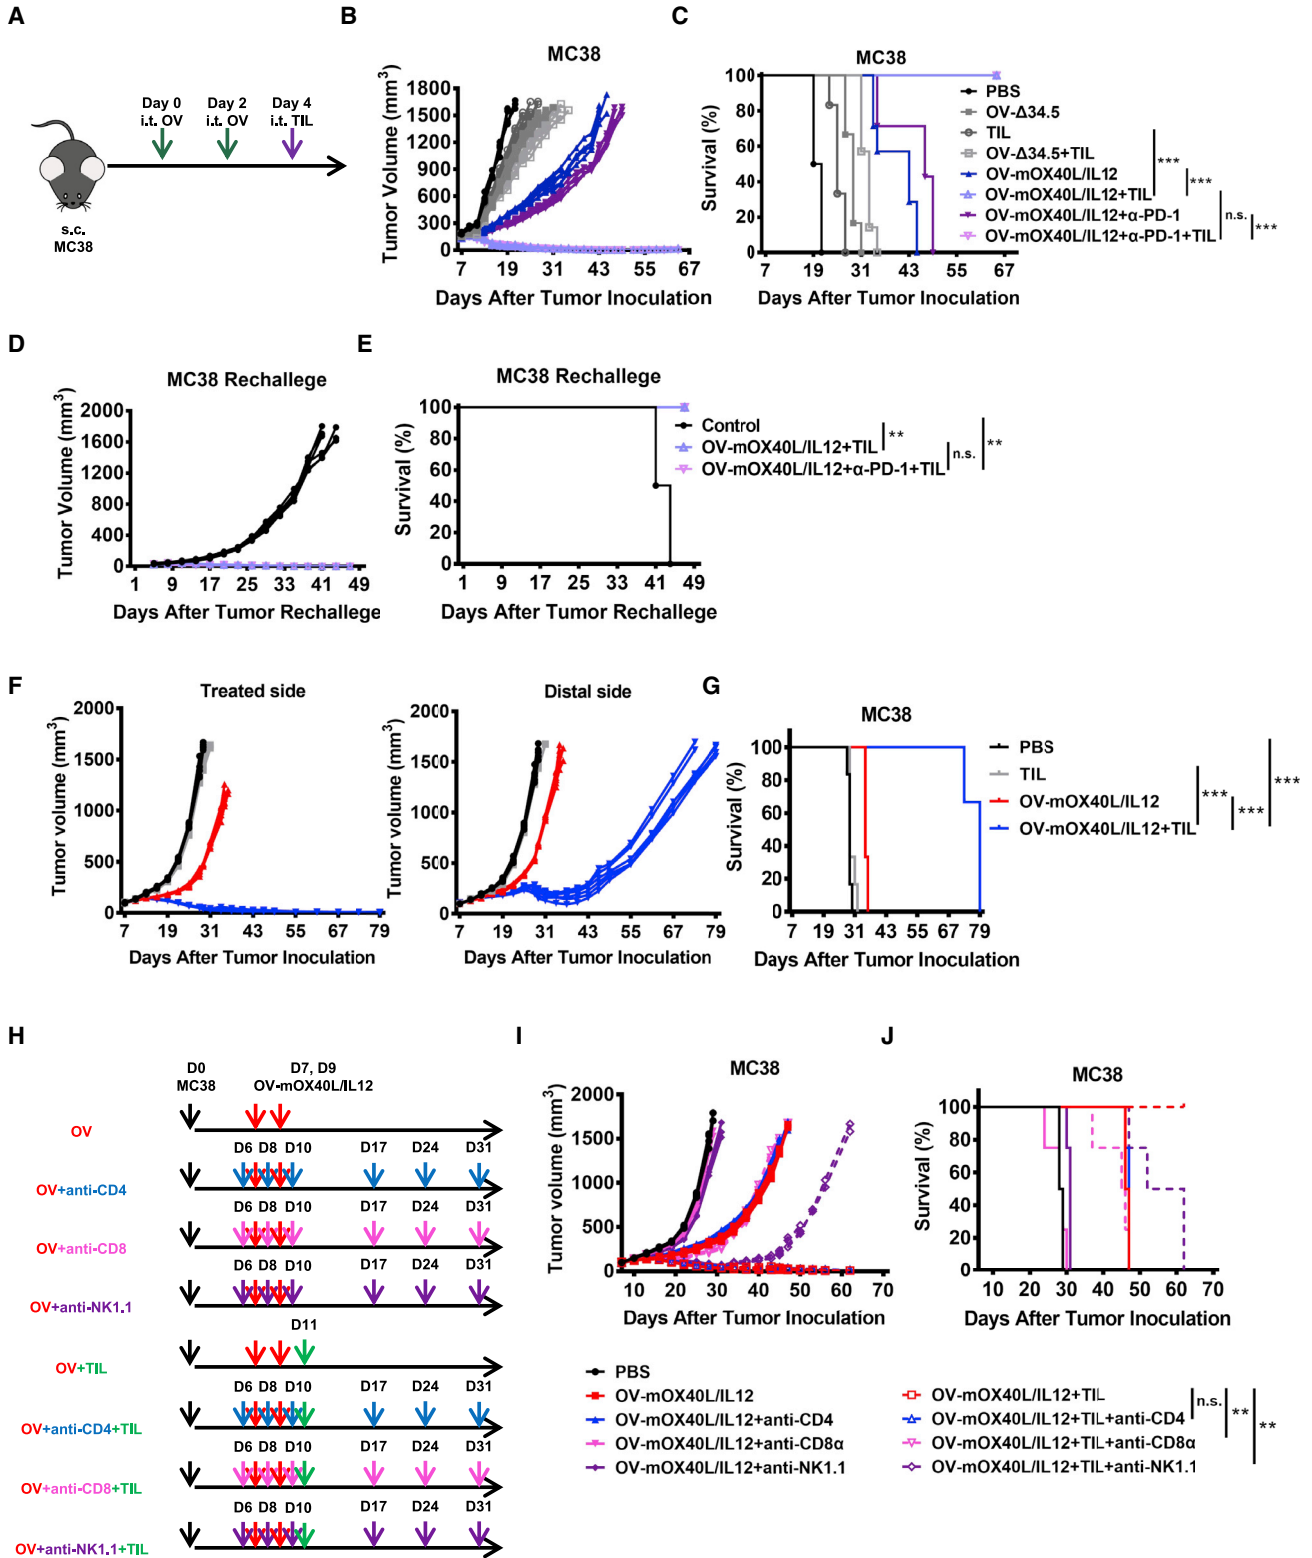 A
Day 0
i.t. OV
Day 2
i.t. OV
Day 4
i.t. TIL
s.c.
MC38
B
MC38
Tumor Volume (mm3)
1800
1500
1200
900
600
300
0
7 19 31 43 55 67
Days After Tumor Inoculation
C
MC38
Survival (%)
100
80
60
40
20
0
7 19 31 43 55 67
Days After Tumor Inoculation
PBS
OV-Δ34.5
TIL
OV-Δ34.5+TIL
OV-mOX40L/IL12
OV-mOX40L/IL12+TIL
OV-mOX40L/IL12+α-PD-1
OV-mOX40L/IL12+α-PD-1+TIL
***
***
n.s.
***
D
MC38 Rechallege
Tumor Volume (mm3)
2000
1600
1200
800
400
0
1 9 17 25 33 41 49
Days After Tumor Rechallege
E
MC38 Rechallege
Survival (%)
100
80
60
40
20
0
1 9 17 25 33 41 49
Days After Tumor Rechallege
Control
OV-mOX40L/IL12+TIL
OV-mOX40L/IL12+α-PD-1+TIL
**
n.s.
**
F
Treated side
Tumor volume (mm3)
2000
1500
1000
500
0
7 19 31 43 55 67 79
Days After Tumor Inoculation
Distal side
Tumor volume (mm3)
2000
1500
1000
500
0
7 19 31 43 55 67 79
Days After Tumor Inoculation
G
MC38
Survival (%)
100
80
60
40
20
0
7 19 31 43 55 67 79
Days After Tumor Inoculation
PBS
TIL
OV-mOX40L/IL12
OV-mOX40L/IL12+TIL
***
***
***
H
D0
MC38
D7, D9
OV-mOX40L/IL12
OV
D6 D8 D10 D17 D24 D31
OV+anti-CD4
D6 D8 D10 D17 D24 D31
OV+anti-CD8
D6 D8 D10 D17 D24 D31
OV+anti-NK1.1
D11
OV+TIL
D6 D8 D10 D17 D24 D31
OV+anti-CD4+TIL
D6 D8 D10 D17 D24 D31
OV+anti-CD8+TIL
D6 D8 D10 D17 D24 D31
OV+anti-NK1.1+TIL
I
MC38
Tumor volume (mm3)
2000
1500
1000
500
0
10 20 30 40 50 60 70
Days After Tumor Inoculation
J
MC38
Survival (%)
100
80
60
40
20
0
10 20 30 40 50 60 70
Days After Tumor Inoculation
PBS
OV-mOX40L/IL12
OV-mOX40L/IL12+anti-CD4
OV-mOX40L/IL12+anti-CD8α
OV-mOX40L/IL12+anti-NK1.1
OV-mOX40L/IL12+TIL
OV-mOX40L/IL12+TIL+anti-CD4
OV-mOX40L/IL12+TIL+anti-CD8α
OV-mOX40L/IL12+TIL+anti-NK1.1
n.s.
**
**